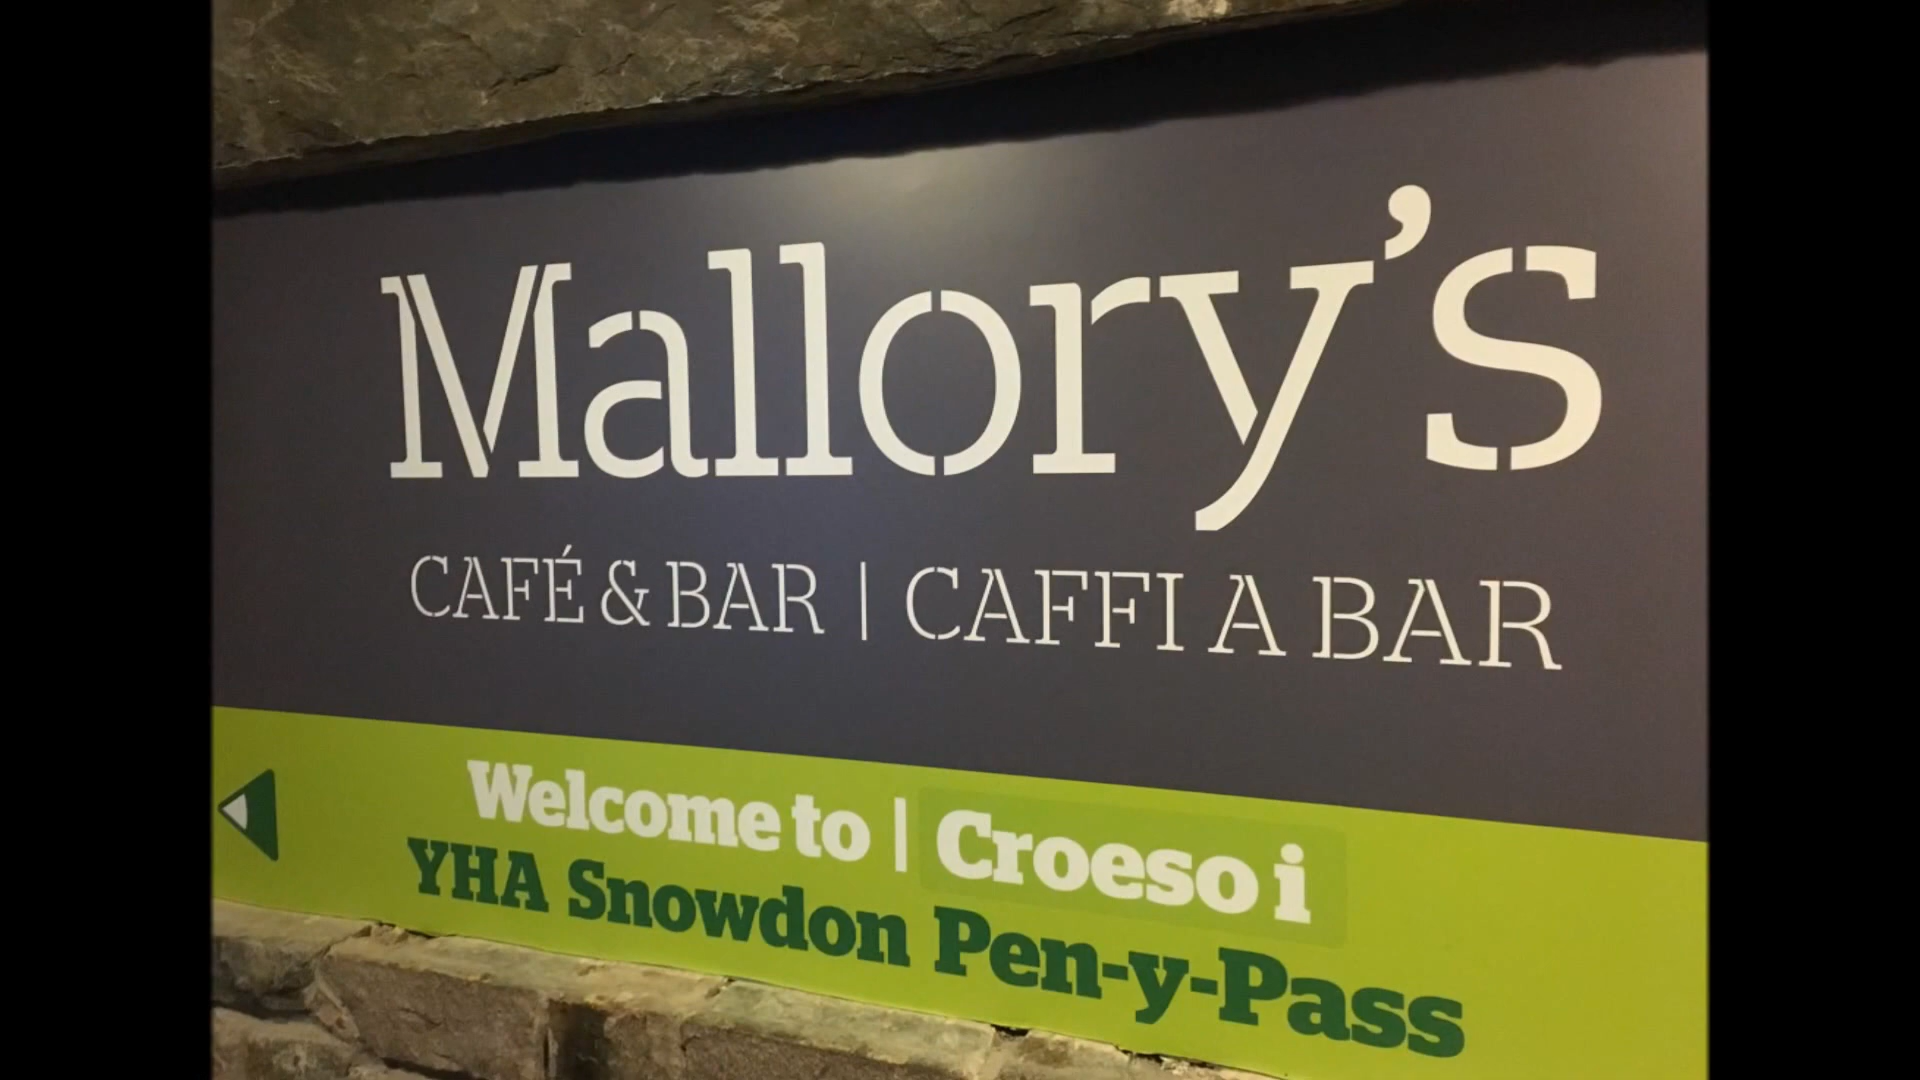 Mallory’s
CAFÉ & BAR | CAFFI A BAR
Welcome to | Croeso i
YHA Snowdon Pen-y-Pass